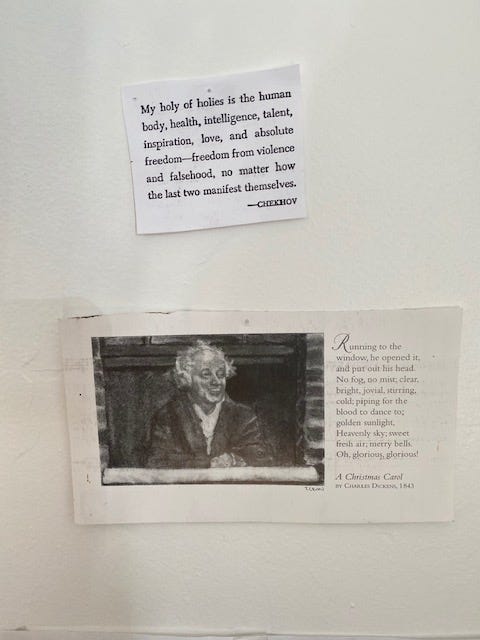 My holy of holies is the human
body, health, intelligence, talent,
inspiration, love, and absolute
freedom—freedom from violence
and falsehood, no matter how
the last two manifest themselves.
—CHEKHOV
Running to the
window, he opened it,
and put out his head.
No fog, no mist; clear,
bright, jovial, stirring,
cold; piping for the
blood to dance to;
golden sunlight,
Heavenly sky; sweet
fresh air; merry bells.
Oh, glorious, glorious!
A Christmas Carol
BY CHARLES DICKENS, 1843